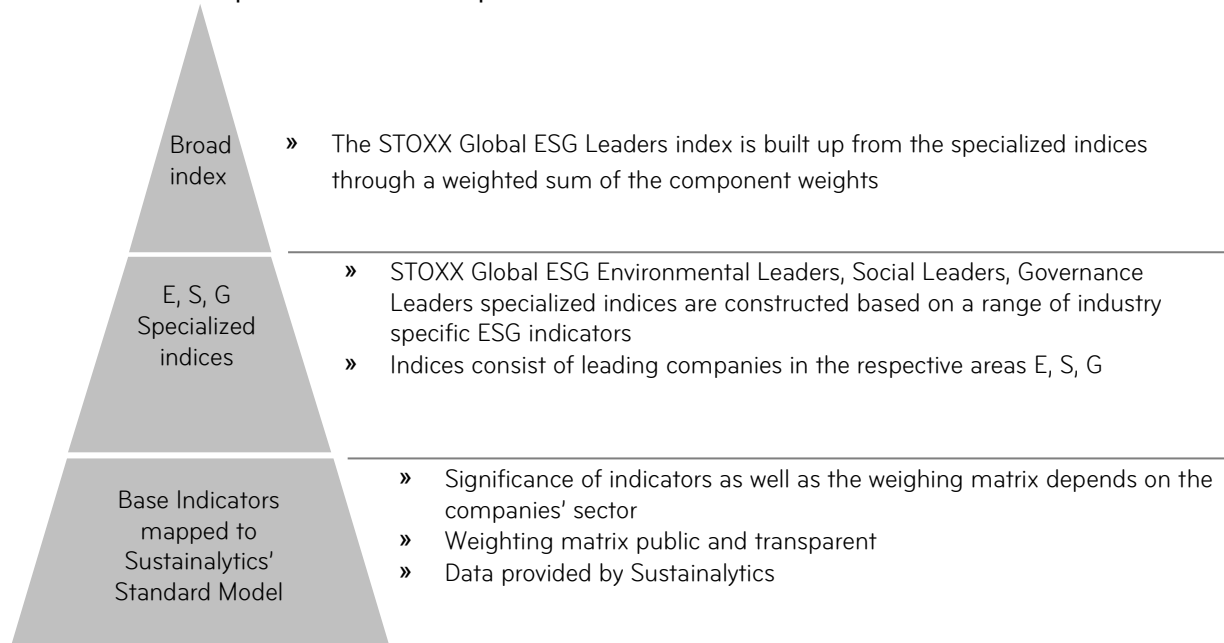 Broad
index
» The STOXX Global ESG Leaders index is built up from the specialized indices
through a weighted sum of the component weights
E, S, G
Specialized
indices
» STOXX Global ESG Environmental Leaders, Social Leaders, Governance
Leaders specialized indices are constructed based on a range of industry
specific ESG indicators
» Indices consist of leading companies in the respective areas E, S, G
Base Indicators
mapped to
Sustainalytics'
Standard Model
» Significance of indicators as well as the weighing matrix depends on the
companies' sector
» Weighting matrix public and transparent
» Data provided by Sustainalytics